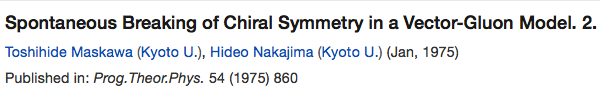 Spontaneous Breaking of Chiral Symmetry in a Vector-Gluon Model. 2.
Toshihide Maskawa (Kyoto U.), Hideo Nakajima (Kyoto U.) (Jan, 1975)
Published in: Prog.Theor.Phys. 54 (1975) 860